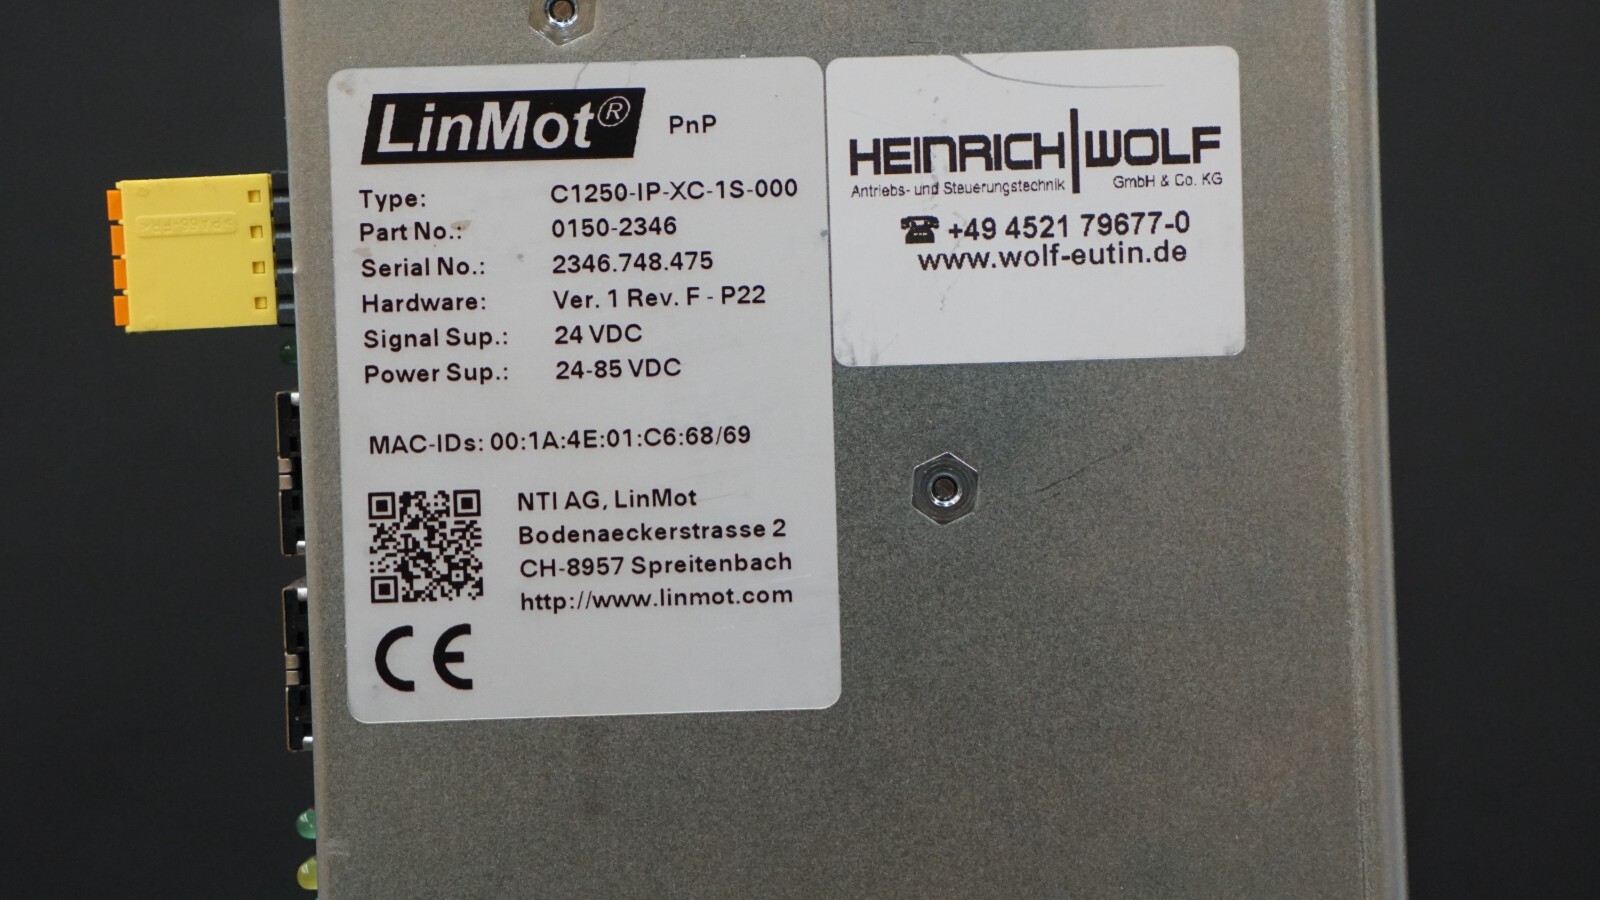 LinMot® PnP
Type: C1250-IP-XC-1S-000
Part No.: 0150-2346
Serial No.: 2346.748.475
Hardware: Ver. 1 Rev. F - P22
Signal Sup.: 24 VDC
Power Sup.: 24-85 VDC
MAC-IDs: 00:1A:4E:01:C6:68/69
NTI AG, LinMot
Bodenaeckerstrasse 2
CH-8957 Spreitenbach
http://www.linmot.com
CE
HEINRICH WOLF
Antriebs- und Steuerungstechnik GmbH & Co. KG
☎ +49 4521 79677-0
www.wolf-eutin.de